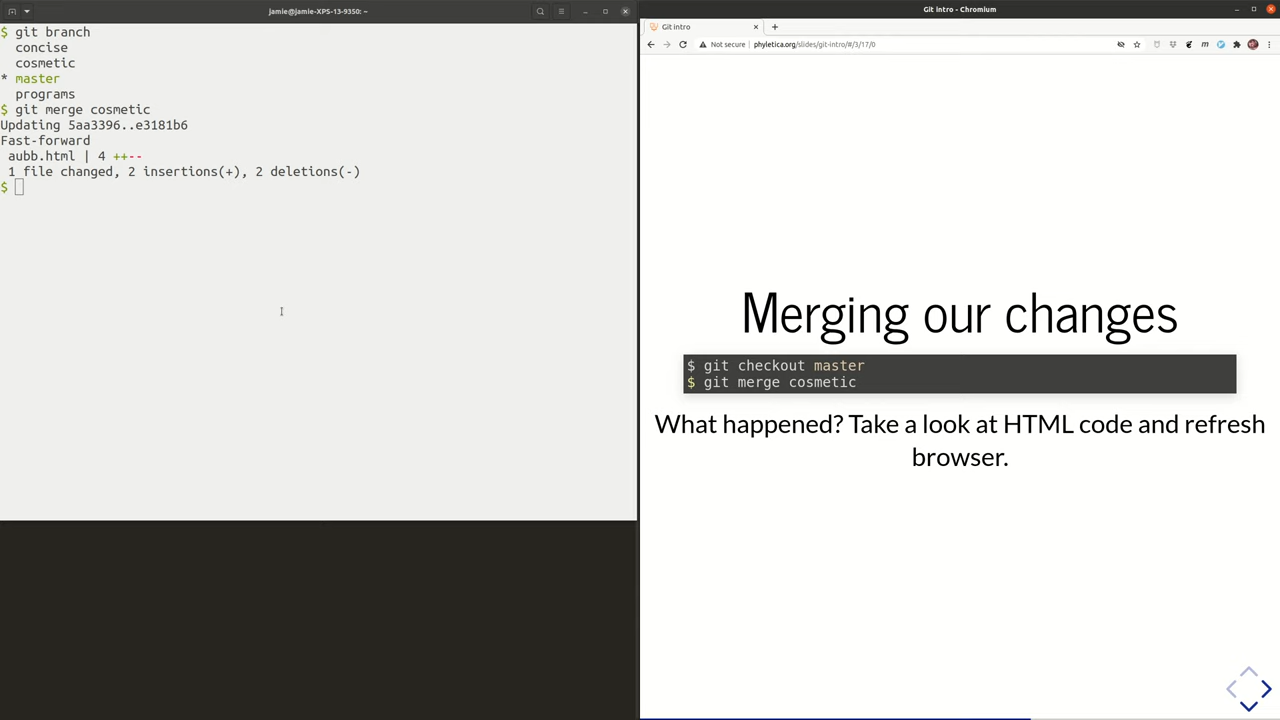 jamie@jamie-XPS-13-9350: ~
$ git branch
concise
cosmetic
* master
programs
$ git merge cosmetic
Updating 5aa3396..e3181b6
Fast-forward
aubb.html | 4 ++--
1 file changed, 2 insertions(+), 2 deletions(-)
$
Git intro - Chromium
Git intro
Not secure
phyletica.org/slides/git-intro/#/3/17/0
Merging our changes
$ git checkout master
$ git merge cosmetic
What happened? Take a look at HTML code and refresh
browser.